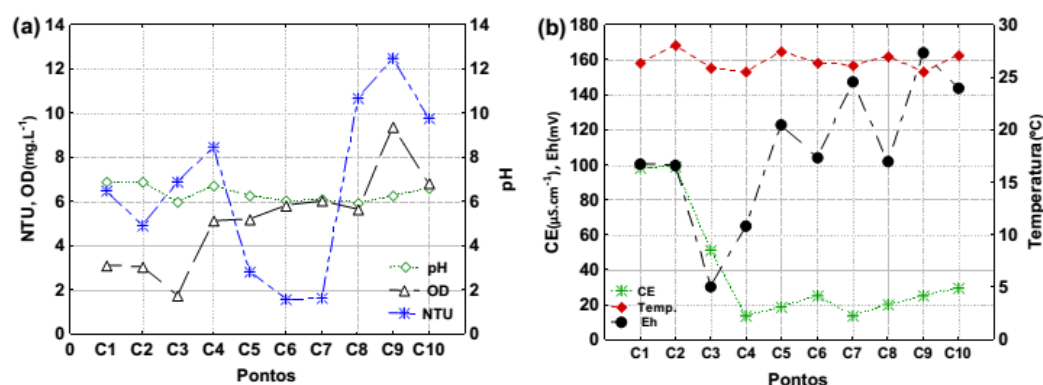 (a)
14
12
10
8
6
4
2
0
NTU, OD(mg.L-1)
14
12
10
8
6
4
2
0
pH
pH
OD
NTU
0 C1 C2 C3 C4 C5 C6 C7 C8 C9 C10
Pontos
(b)
180
160
140
120
100
80
60
40
20
0
CE(µS.cm-1), Eh(mV)
30
25
20
15
10
5
0
Temperatura(ºC)
CE
Temp.
Eh
C1 C2 C3 C4 C5 C6 C7 C8 C9 C10
Pontos